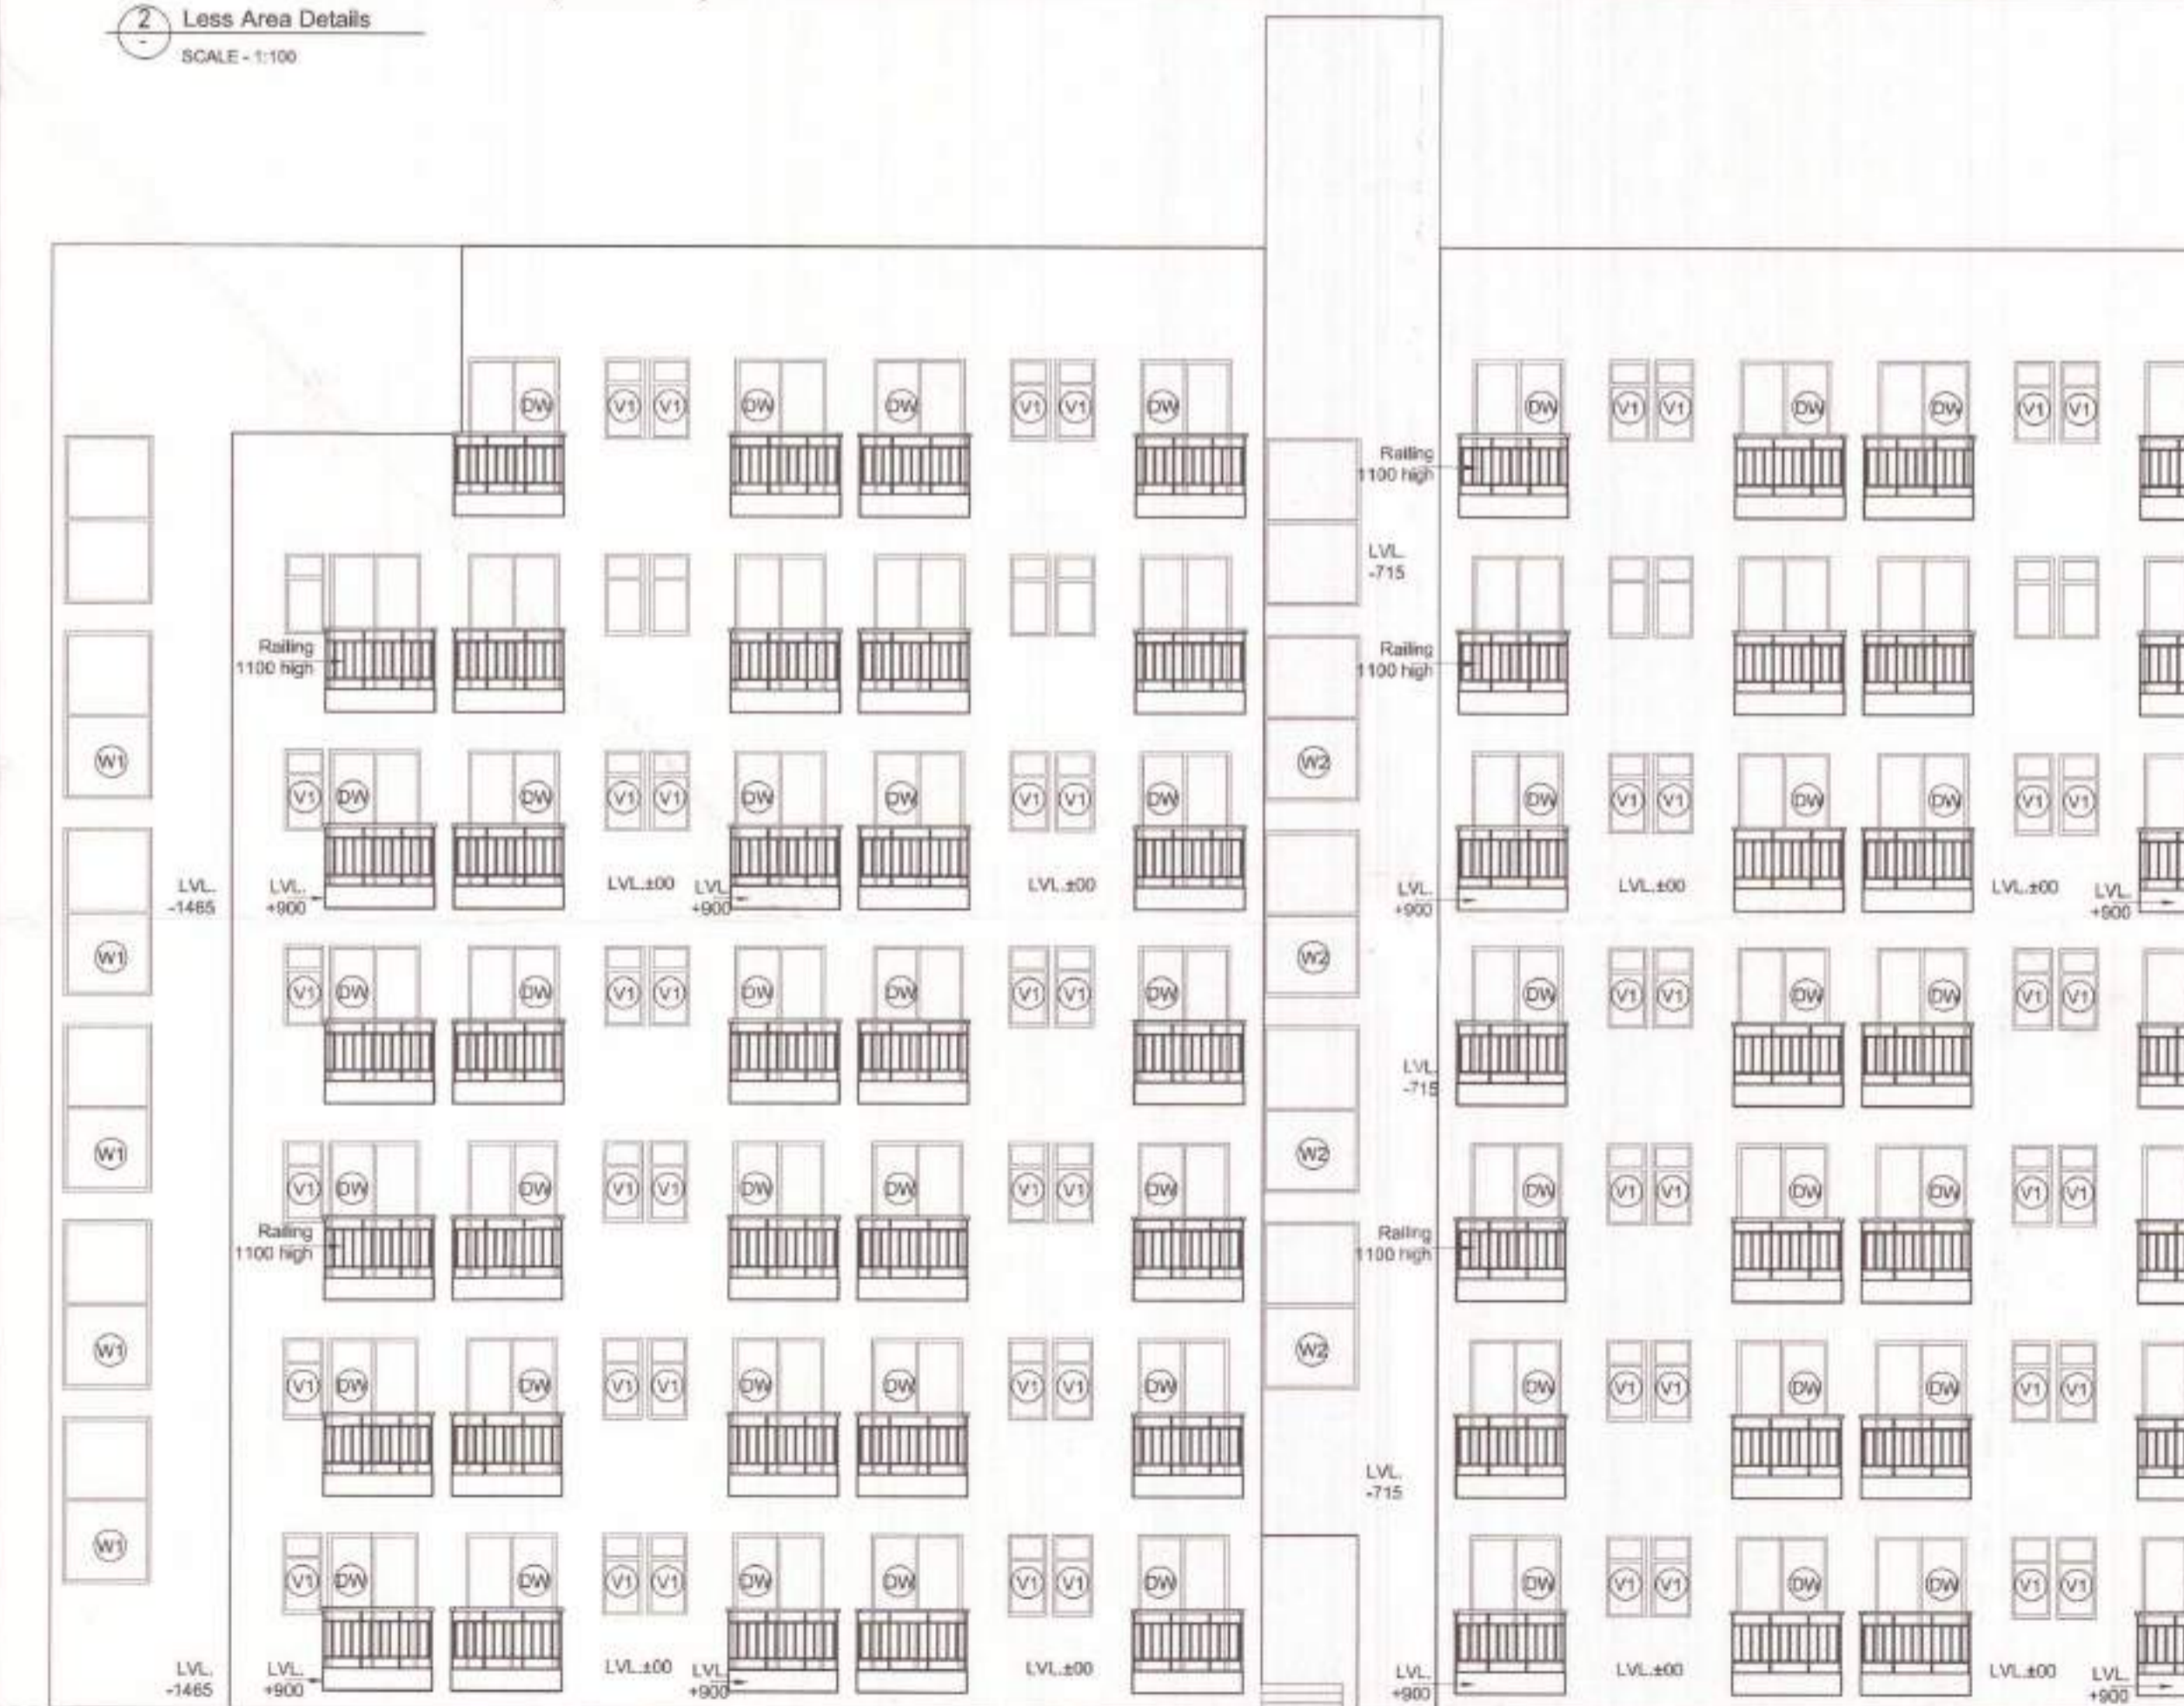 2 Less Area Details
-
SCALE - 1:100
DW V1 V1 DW DW V1 V1 DW DW V1 V1 DW DW V1 V1
Railing
1100 high
LVL.
-715
Railing
1100 high
Railing
1100 high
W1 W2
V1 DW DW V1 V1 DW DW V1 V1 DW DW V1 V1 DW DW V1 V1
LVL.
-1465
LVL.
+900
LVL.±00
LVL.
+900
LVL.±00
LVL.
+900
LVL.±00
LVL.±00
LVL.
+900
W1 W2
V1 DW DW V1 V1 DW DW V1 V1 DW DW V1 V1 DW DW V1 V1
LVL.
-715
W1 W2
V1 DW DW V1 V1 DW DW V1 V1 DW DW V1 V1 DW DW V1 V1
Railing
1100 high
Railing
1100 high
W1 W2
V1 DW DW V1 V1 DW DW V1 V1 DW DW V1 V1 DW DW V1 V1
LVL.
-715
W1
V1 DW DW V1 V1 DW DW V1 V1 DW DW V1 V1 DW DW V1 V1
LVL.
-1465
LVL.
+900
LVL.±00
LVL.
+900
LVL.±00
LVL.
+900
LVL.±00
LVL.±00
LVL.
+900